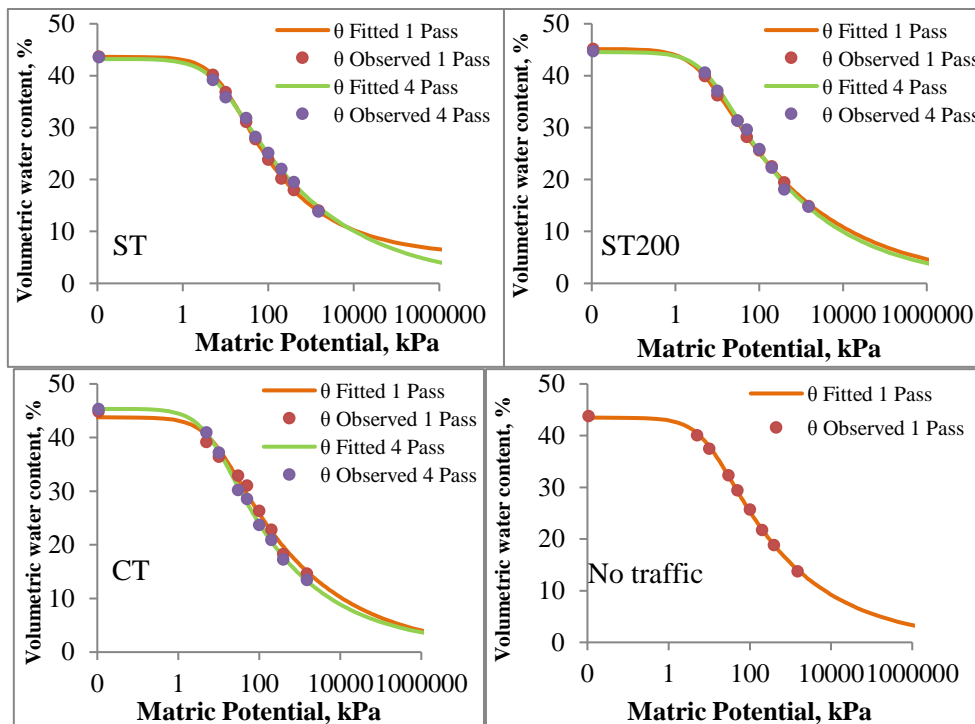 Volumetric water content, %
50
40
30
20
10
0
θ Fitted 1 Pass
θ Observed 1 Pass
θ Fitted 4 Pass
θ Observed 4 Pass
ST
0 1 100 10000 1000000
Matric Potential, kPa
Volumetric water content, %
50
40
30
20
10
0
θ Fitted 1 Pass
θ Observed 1 Pass
θ Fitted 4 Pass
θ Observed 4 Pass
ST200
0 1 100 10000 1000000
Matric Potential, kPa
Volumetric water content, %
50
40
30
20
10
0
θ Fitted 1 Pass
θ Observed 1 Pass
θ Fitted 4 Pass
θ Observed 4 Pass
CT
0 1 100 10000 1000000
Matric Potential, kPa
Volumetric water content, %
50
40
30
20
10
0
θ Fitted 1 Pass
θ Observed 1 Pass
No traffic
0 1 100 10000 1000000
Matric Potential, kPa